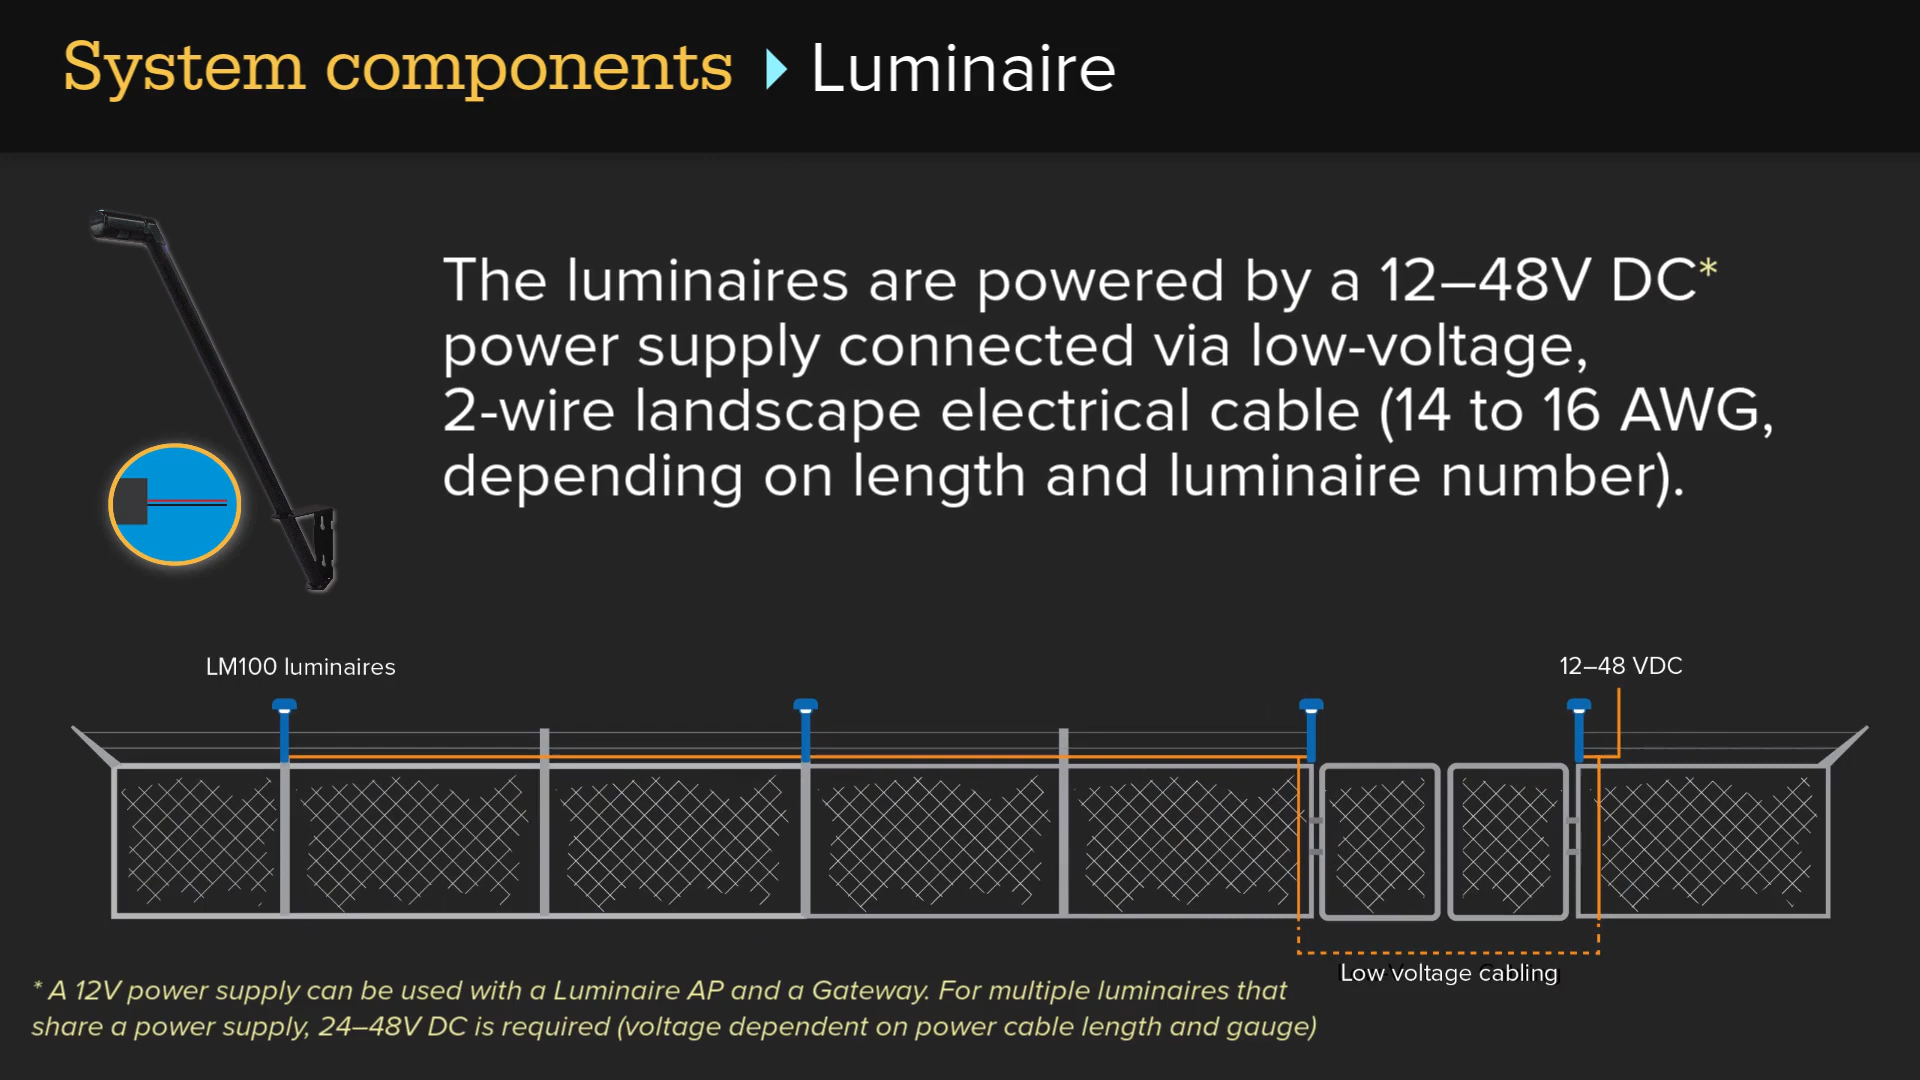 System components Luminaire
The luminaires are powered by a 12–48V DC*
power supply connected via low-voltage,
2-wire landscape electrical cable (14 to 16 AWG,
depending on length and luminaire number).
LM100 luminaires
12–48 VDC
Low voltage cabling
* A 12V power supply can be used with a Luminaire AP and a Gateway. For multiple luminaires that
share a power supply, 24–48V DC is required (voltage dependent on power cable length and gauge)